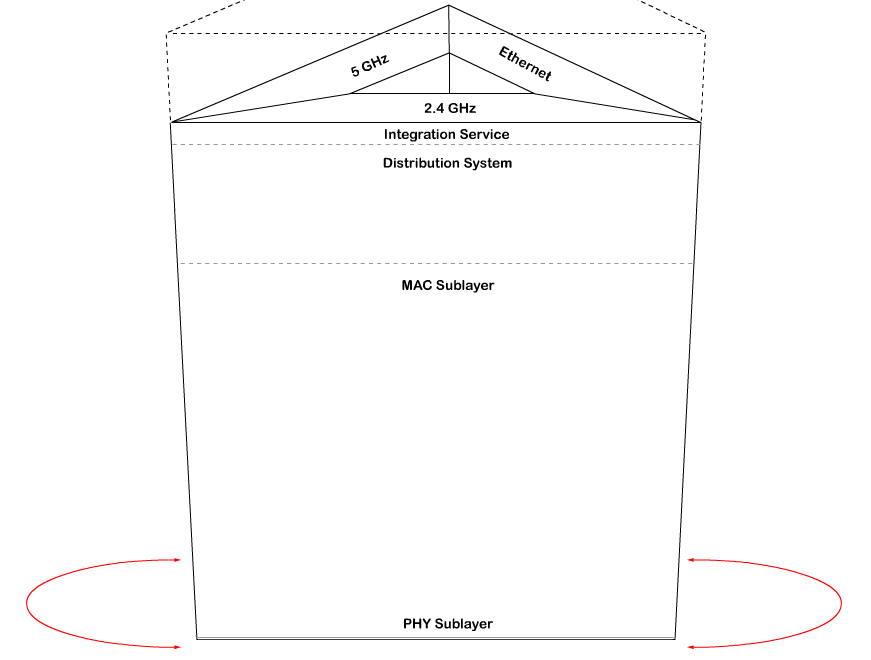 5 GHz
Ethernet
2.4 GHz
Integration Service
Distribution System
MAC Sublayer
PHY Sublayer